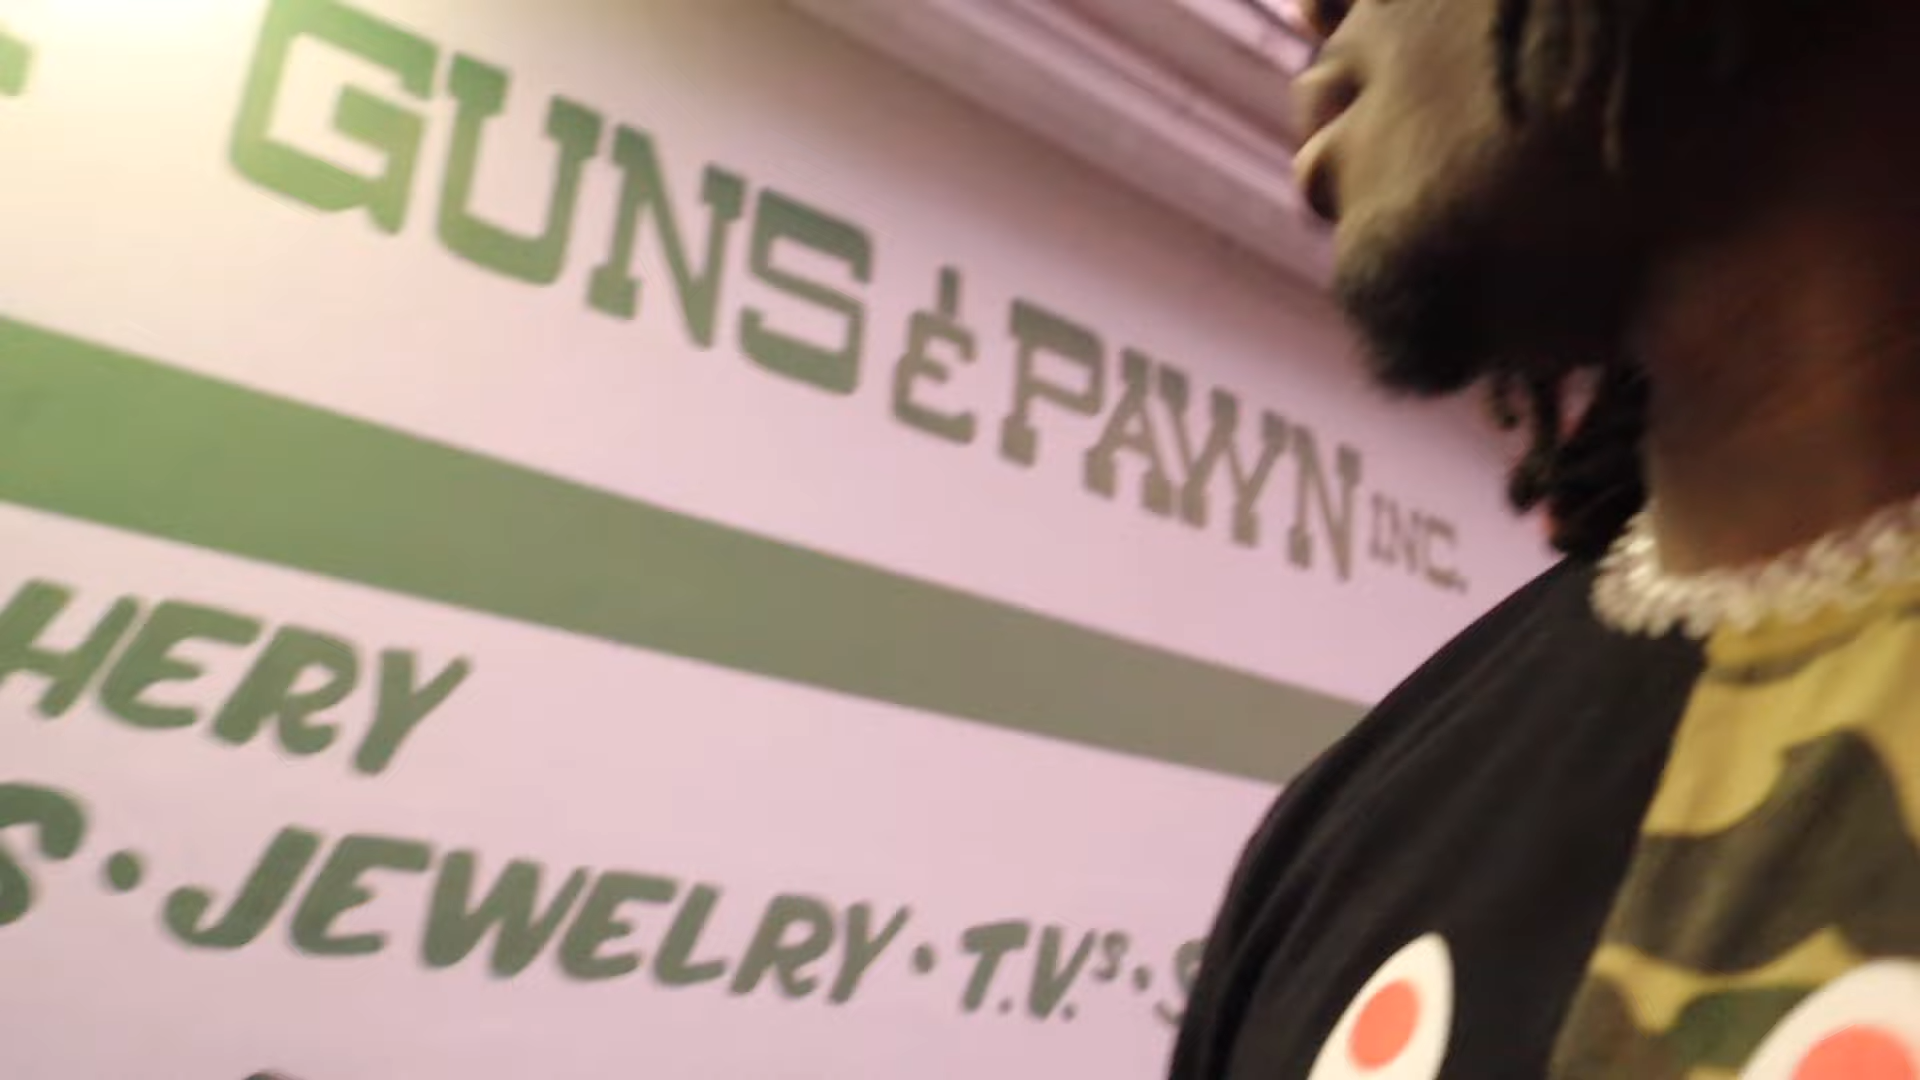 GUNS & PAWN INC.
HERY
S • JEWELRY • T.V.s • S